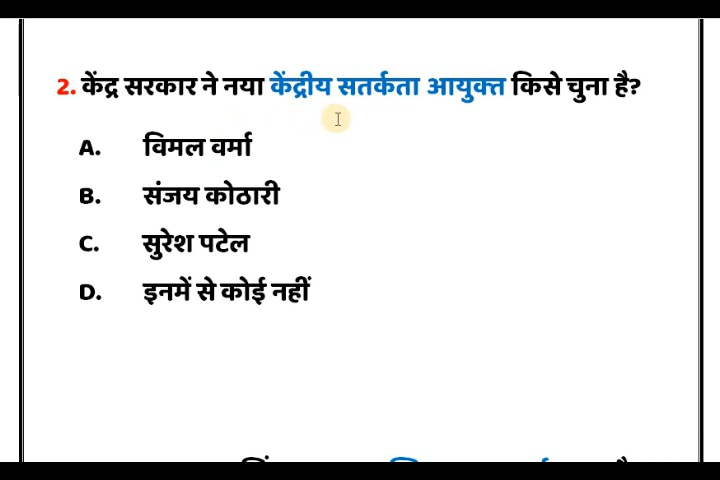 2. केंद्र सरकार ने नया केंद्रीय सतर्कता आयुक्त किसे चुना है?
A. विमल वर्मा
B. संजय कोठारी
C. सुरेश पटेल
D. इनमें से कोई नहीं